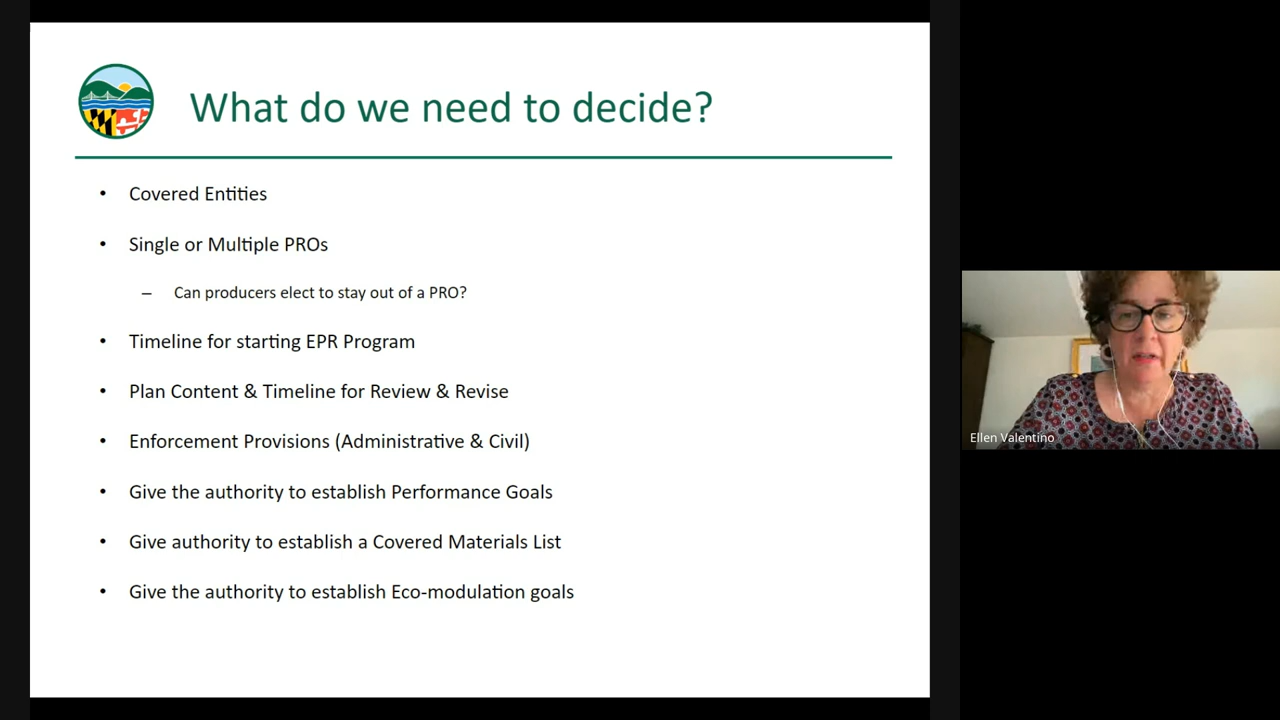 What do we need to decide?
• Covered Entities
• Single or Multiple PROs
– Can producers elect to stay out of a PRO?
• Timeline for starting EPR Program
• Plan Content & Timeline for Review & Revise
• Enforcement Provisions (Administrative & Civil)
• Give the authority to establish Performance Goals
• Give authority to establish a Covered Materials List
• Give the authority to establish Eco-modulation goals
Ellen Valentino